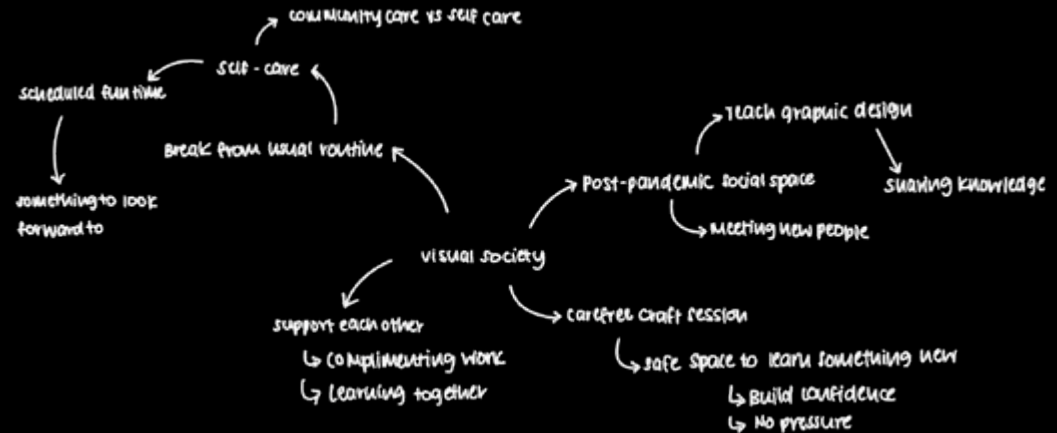 community care vs self care
self-care
scheduled fun time
Break from usual routine
something to look
forward to
Teach graphic design
Post-pandemic social space
sharing knowledge
Meeting new people
visual society
support each other
complimenting work
Learning together
carefree craft session
safe space to learn something new
Build confidence
No pressure